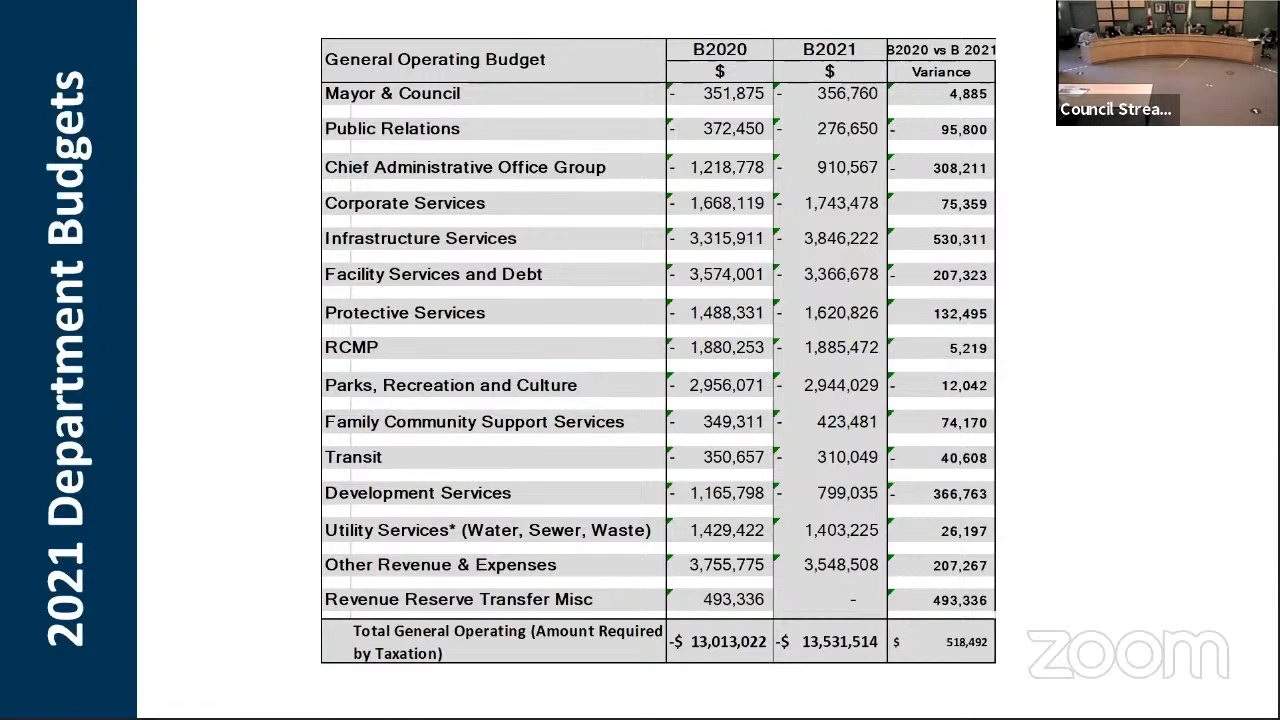 2021 Department Budgets
General Operating Budget B2020 B2021 B2020 vs B 2021
$ $ Variance
Mayor & Council - 351,875 - 356,760 4,885
Public Relations - 372,450 - 276,650 - 95,800
Chief Administrative Office Group - 1,218,778 - 910,567 - 308,211
Corporate Services - 1,668,119 - 1,743,478 75,359
Infrastructure Services - 3,315,911 - 3,846,222 530,311
Facility Services and Debt - 3,574,001 - 3,366,678 - 207,323
Protective Services - 1,488,331 - 1,620,826 132,495
RCMP - 1,880,253 - 1,885,472 5,219
Parks, Recreation and Culture - 2,956,071 - 2,944,029 - 12,042
Family Community Support Services - 349,311 - 423,481 74,170
Transit - 350,657 - 310,049 - 40,608
Development Services - 1,165,798 - 799,035 - 366,763
Utility Services* (Water, Sewer, Waste) 1,429,422 1,403,225 26,197
Other Revenue & Expenses 3,755,775 3,548,508 207,267
Revenue Reserve Transfer Misc 493,336 - 493,336
Total General Operating (Amount Required
by Taxation) -$ 13,013,022 -$ 13,531,514 $ 518,492
Council Strea...
zoom